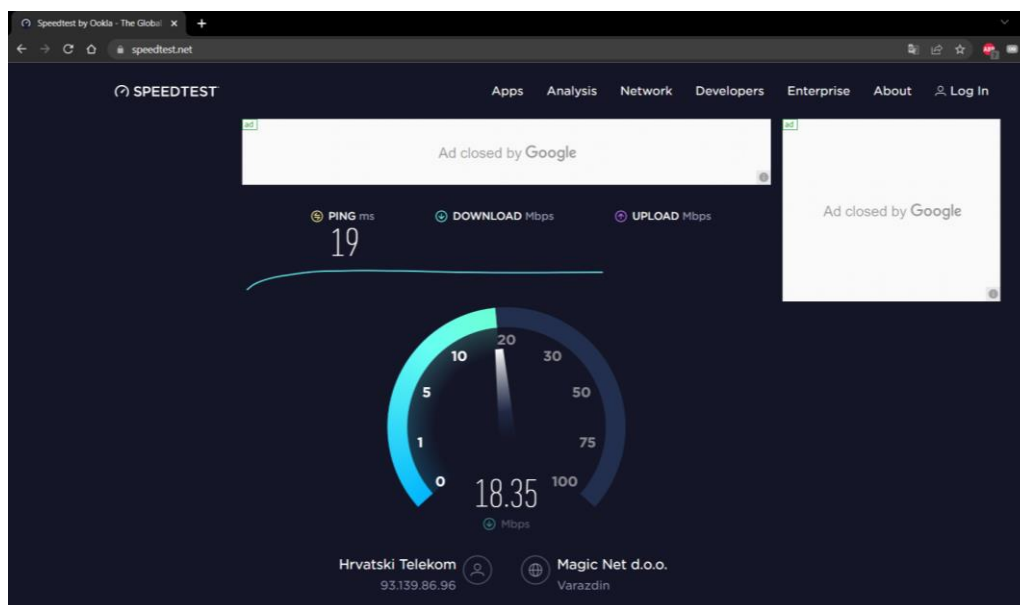 Speedtest by Ookla - The Global
speedtest.net
SPEEDTEST
Apps Analysis Network Developers Enterprise About Log In
ad
Ad closed by Google
ad
Ad closed by Google
PING ms DOWNLOAD Mbps UPLOAD Mbps
19
20
10 30
5 50
1 75
0 100
18.35
Mbps
Hrvatski Telekom
93.139.86.96
Magic Net d.o.o.
Varazdin